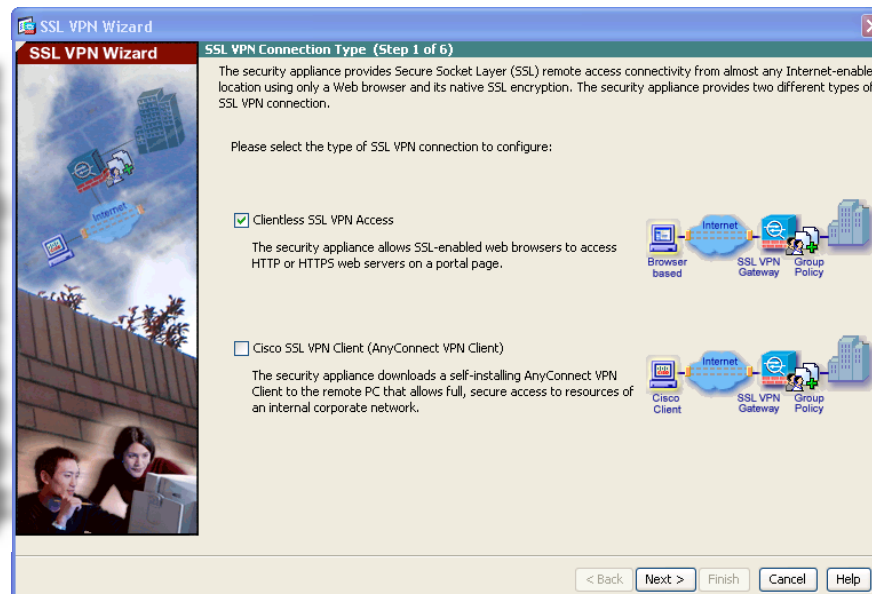 SSL VPN Wizard
SSL VPN Wizard
SSL VPN Connection Type (Step 1 of 6)
The security appliance provides Secure Socket Layer (SSL) remote access connectivity from almost any Internet-enable
location using only a Web browser and its native SSL encryption. The security appliance provides two different types of
SSL VPN connection.
Please select the type of SSL VPN connection to configure:
Internet
Clientless SSL VPN Access
The security appliance allows SSL-enabled web browsers to access
HTTP or HTTPS web servers on a portal page.
Internet
Browser based
SSL VPN Gateway
Group Policy
Cisco SSL VPN Client (AnyConnect VPN Client)
The security appliance downloads a self-installing AnyConnect VPN
Client to the remote PC that allows full, secure access to resources of
an internal corporate network.
Internet
Cisco Client
SSL VPN Gateway
Group Policy
< Back
Next >
Finish
Cancel
Help